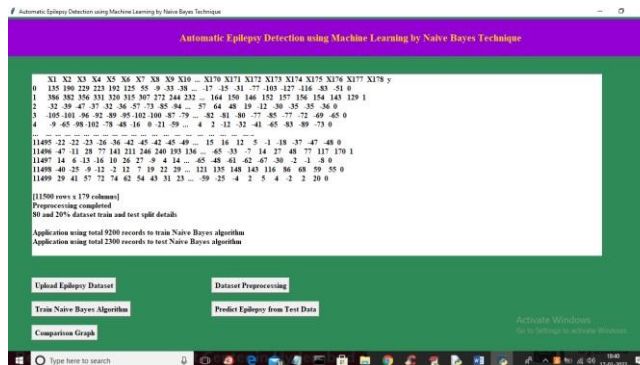 Automatic Epilepsy Detection using Machine Learning by Naive Bayes Technique
Automatic Epilepsy Detection using Machine Learning by Naive Bayes Technique
X1 X2 X3 X4 X5 X6 X7 X8 X9 X10 ... X170 X171 X172 X173 X174 X175 X176 X177 X178 y
0 135 190 229 223 192 125 55 -9 -33 -38 ... -17 -15 -31 -77 -103 -127 -116 -83 -51 0
1 386 382 356 331 320 315 307 272 244 232 ... 164 150 146 152 157 156 154 143 129 1
2 -32 -39 -47 -37 -32 -36 -57 -73 -85 -94 ... 57 64 48 19 -12 -30 -35 -35 -36 0
3 -105 -101 -96 -92 -89 -95 -102 -100 -87 -79 ... -82 -81 -80 -77 -85 -77 -72 -69 -65 0
4 -9 -65 -98 -102 -78 -48 -16 0 -21 -59 ... 4 2 -12 -32 -41 -65 -83 -89 -73 0
... ... ... ... ... ... ... ... ... ... ... ... ... ... ... ... ... ... ... ... ... ...
11495 -22 -22 -23 -26 -36 -42 -45 -42 -45 -49 ... 15 16 12 5 -1 -18 -37 -47 -48 0
11496 -47 -11 28 77 141 211 246 240 193 136 ... -65 -33 -7 14 27 48 77 117 170 1
11497 14 6 -13 -16 10 26 27 -9 4 14 ... -65 -48 -61 -62 -67 -30 -2 -1 -8 0
11498 -40 -25 -9 -12 -2 12 7 19 22 29 ... 121 135 148 143 116 86 68 59 55 0
11499 29 41 57 72 74 62 54 43 31 23 ... -59 -25 -4 2 5 4 -2 2 20 0
[11500 rows x 179 columns]
Preprocessing completed
80 and 20% dataset train and test split details
Application using total 9200 records to train Naive Bayes algorithm
Application using total 2300 records to test Naive Bayes algorithm
Upload Epilepsy Dataset
Dataset Preprocessing
Train Naive Bayes Algorithm
Predict Epilepsy from Test Data
Comparison Graph
Activate Windows
Go to Settings to activate Windows.
Type here to search
19:40